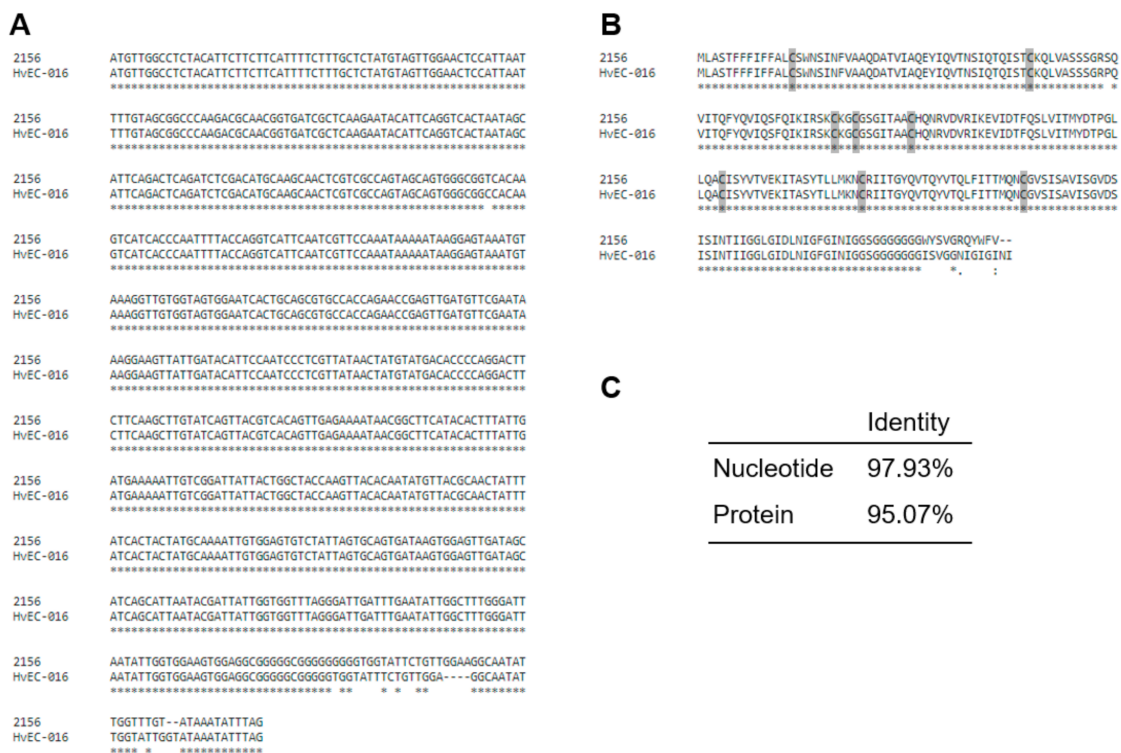 A
2156 ATGTTGGCCTCTACATTCTTCTTCATTTTCTTTGCTCTATGTAGTTGGAACTCCATTAAT
HvEC-016 ATGTTGGCCTCTACATTCTTCTTCATTTTCTTTGCTCTATGTAGTTGGAACTCCATTAAT
************************************************************
2156 TTTGTAGCGGCCCAAGACGCAACGGTGATCGCTCAAGAATACATTCAGGTCACTAATAGC
HvEC-016 TTTGTAGCGGCCCAAGACGCAACGGTGATCGCTCAAGAATACATTCAGGTCACTAATAGC
************************************************************
2156 ATTCAGACTCAGATCTCGACATGCAAGCAACTCGTCGCCAGTAGCAGTGGGCGGTCACAA
HvEC-016 ATTCAGACTCAGATCTCGACATGCAAGCAACTCGTCGCCAGTAGCAGTGGGCGGCCACAA
****************************************************** *****
2156 GTCATCACCCAATTTTACCAGGTCATTCAATCGTTCCAAATAAAAATAAGGAGTAAATGT
HvEC-016 GTCATCACCCAATTTTACCAGGTCATTCAATCGTTCCAAATAAAAATAAGGAGTAAATGT
************************************************************
2156 AAAGGTTGTGGTAGTGGAATCACTGCAGCGTGCCACCAGAACCGAGTTGATGTTCGAATA
HvEC-016 AAAGGTTGTGGTAGTGGAATCACTGCAGCGTGCCACCAGAACCGAGTTGATGTTCGAATA
************************************************************
2156 AAGGAAGTTATTGATACATTCCAATCCCTCGTTATAACTATGTATGACACCCCAGGACTT
HvEC-016 AAGGAAGTTATTGATACATTCCAATCCCTCGTTATAACTATGTATGACACCCCAGGACTT
************************************************************
2156 CTTCAAGCTTGTATCAGTTACGTCACAGTTGAGAAAATAACGGCTTCATACACTTTATTG
HvEC-016 CTTCAAGCTTGTATCAGTTACGTCACAGTTGAGAAAATAACGGCTTCATACACTTTATTG
************************************************************
2156 ATGAAAAATTGTCGGATTATTACTGGCTACCAAGTTACACAATATGTTACGCAACTATTT
HvEC-016 ATGAAAAATTGTCGGATTATTACTGGCTACCAAGTTACACAATATGTTACGCAACTATTT
************************************************************
2156 ATCACTACTATGCAAAATTGTGGAGTGTCTATTAGTGCAGTGATAAGTGGAGTTGATAGC
HvEC-016 ATCACTACTATGCAAAATTGTGGAGTGTCTATTAGTGCAGTGATAAGTGGAGTTGATAGC
************************************************************
2156 ATCAGCATTAATACGATTATTGGTGGTTTAGGGATTGATTTGAATATTGGCTTTGGGATT
HvEC-016 ATCAGCATTAATACGATTATTGGTGGTTTAGGGATTGATTTGAATATTGGCTTTGGGATT
************************************************************
2156 AATATTGGTGGAAGTGGAGGCGGGGGCGGGGGGGGGTGGTATTCTGTTGGAAGGCAATAT
HvEC-016 AATATTGGTGGAAGTGGAGGCGGGGGCGGGGGTGGTATTTCTGTTGGA----GGCAATAT
******************************** ** * * ** ********
2156 TGGTTTGT--ATAAATATTTAG
HvEC-016 TGGTATTGGTATAAATATTTAG
**** * ************
B
2156 MLASTFFFIFFALCSWNSINFVAAQDATVIAQEYIQVTNSIQTQISTCKQLVASSSGRSQ
HvEC-016 MLASTFFFIFFALCSWNSINFVAAQDATVIAQEYIQVTNSIQTQISTCKQLVASSSGRPQ
********************************************************** *
2156 VITQFYQVIQSFQIKIRSKCKGCGSGITAACHQNRVDVRIKEVIDTFQSLVITMYDTPGL
HvEC-016 VITQFYQVIQSFQIKIRSKCKGCGSGITAACHQNRVDVRIKEVIDTFQSLVITMYDTPGL
************************************************************
2156 LQACISYVTVEKITASYTLLMKNCRIITGYQVTQYVTQLFITTMQNCGVSISAVISGVDS
HvEC-016 LQACISYVTVEKITASYTLLMKNCRIITGYQVTQYVTQLFITTMQNCGVSISAVISGVDS
************************************************************
2156 ISINTIIGGLGIDLNIGFGINIGGSGGGGGGGWYSVGRQYWFV--
HvEC-016 ISINTIIGGLGIDLNIGFGINIGGSGGGGGGGISVGGNIGIGINI
******************************** *. :
C
Identity
Nucleotide 97.93%
Protein 95.07%